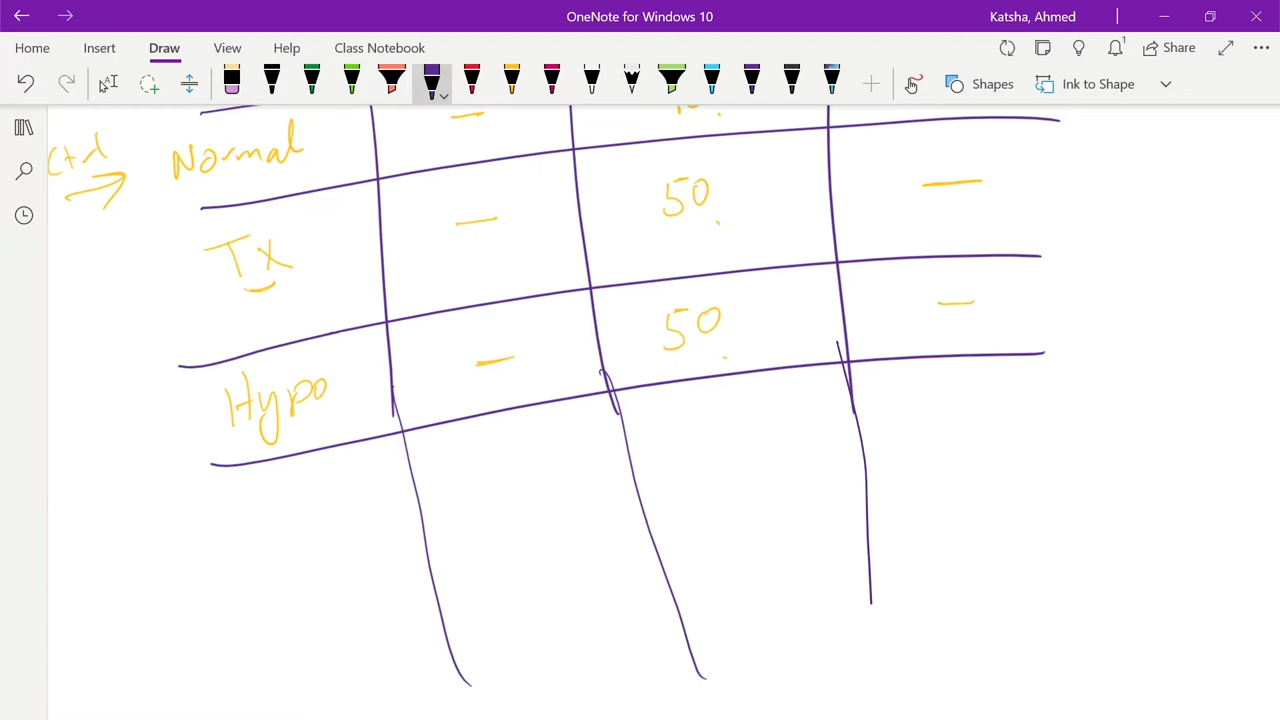 OneNote for Windows 10
Katsha, Ahmed
Home Insert Draw View Help Class Notebook
1
Share
Shapes
Ink to Shape
Ctrl
Normal —
Tx — 50 —
Hypo — 50 —